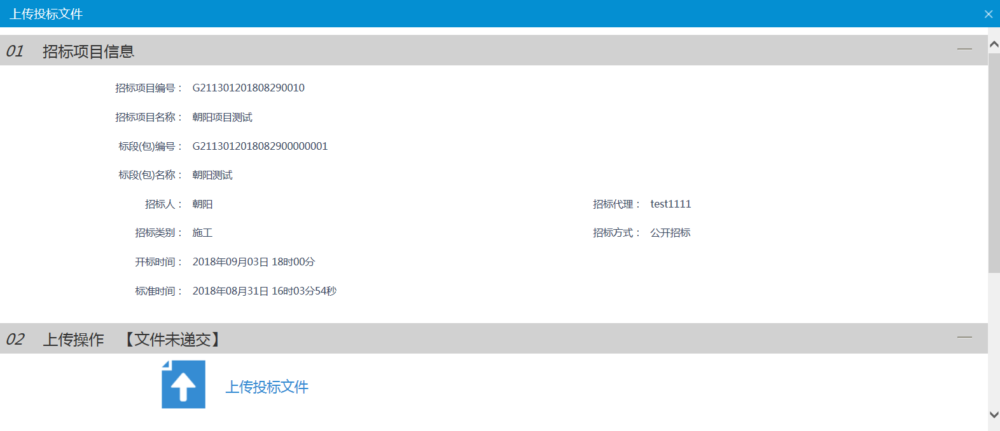 上传投标文件
01 招标项目信息
招标项目编号： G211301201808290010
招标项目名称： 朝阳项目测试
标段(包)编号： G2113012018082900000001
标段(包)名称： 朝阳测试
招标人： 朝阳 招标代理： test1111
招标类别： 施工 招标方式： 公开招标
开标时间： 2018年09月03日 18时00分
标准时间： 2018年08月31日 16时03分54秒
02 上传操作 【文件未递交】
上传投标文件